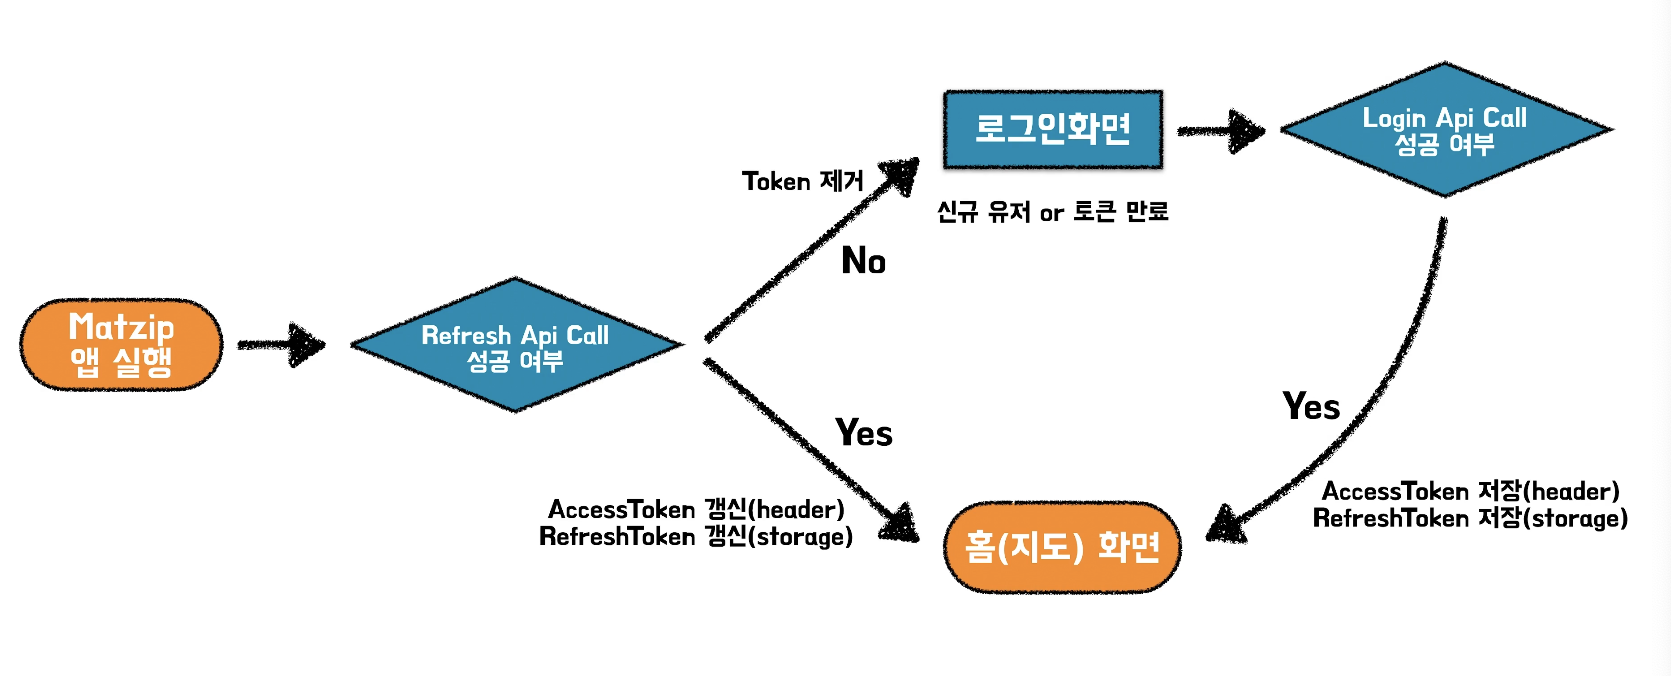 Matzip
앱 실행
Refresh Api Call
성공 여부
Token 제거
No
로그인화면
신규 유저 or 토큰 만료
Login Api Call
성공 여부
Yes
AccessToken 갱신(header)
RefreshToken 갱신(storage)
홈(지도) 화면
Yes
AccessToken 저장(header)
RefreshToken 저장(storage)